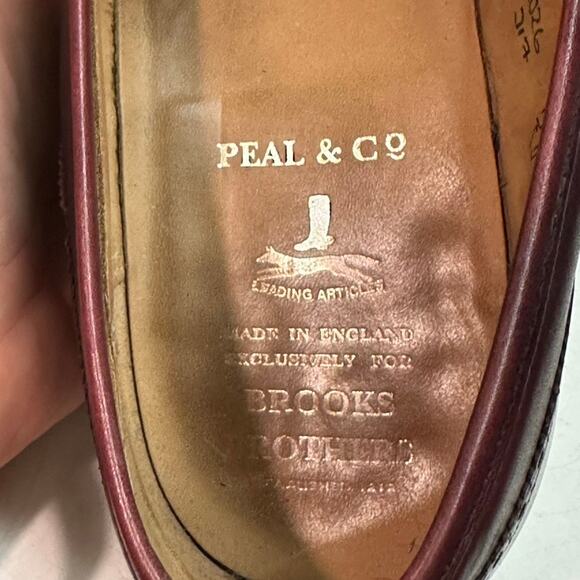 PEAL & Cº
LEADING ARTICLES
MADE IN ENGLAND
EXCLUSIVELY FOR
BROOKS
BROTHERS